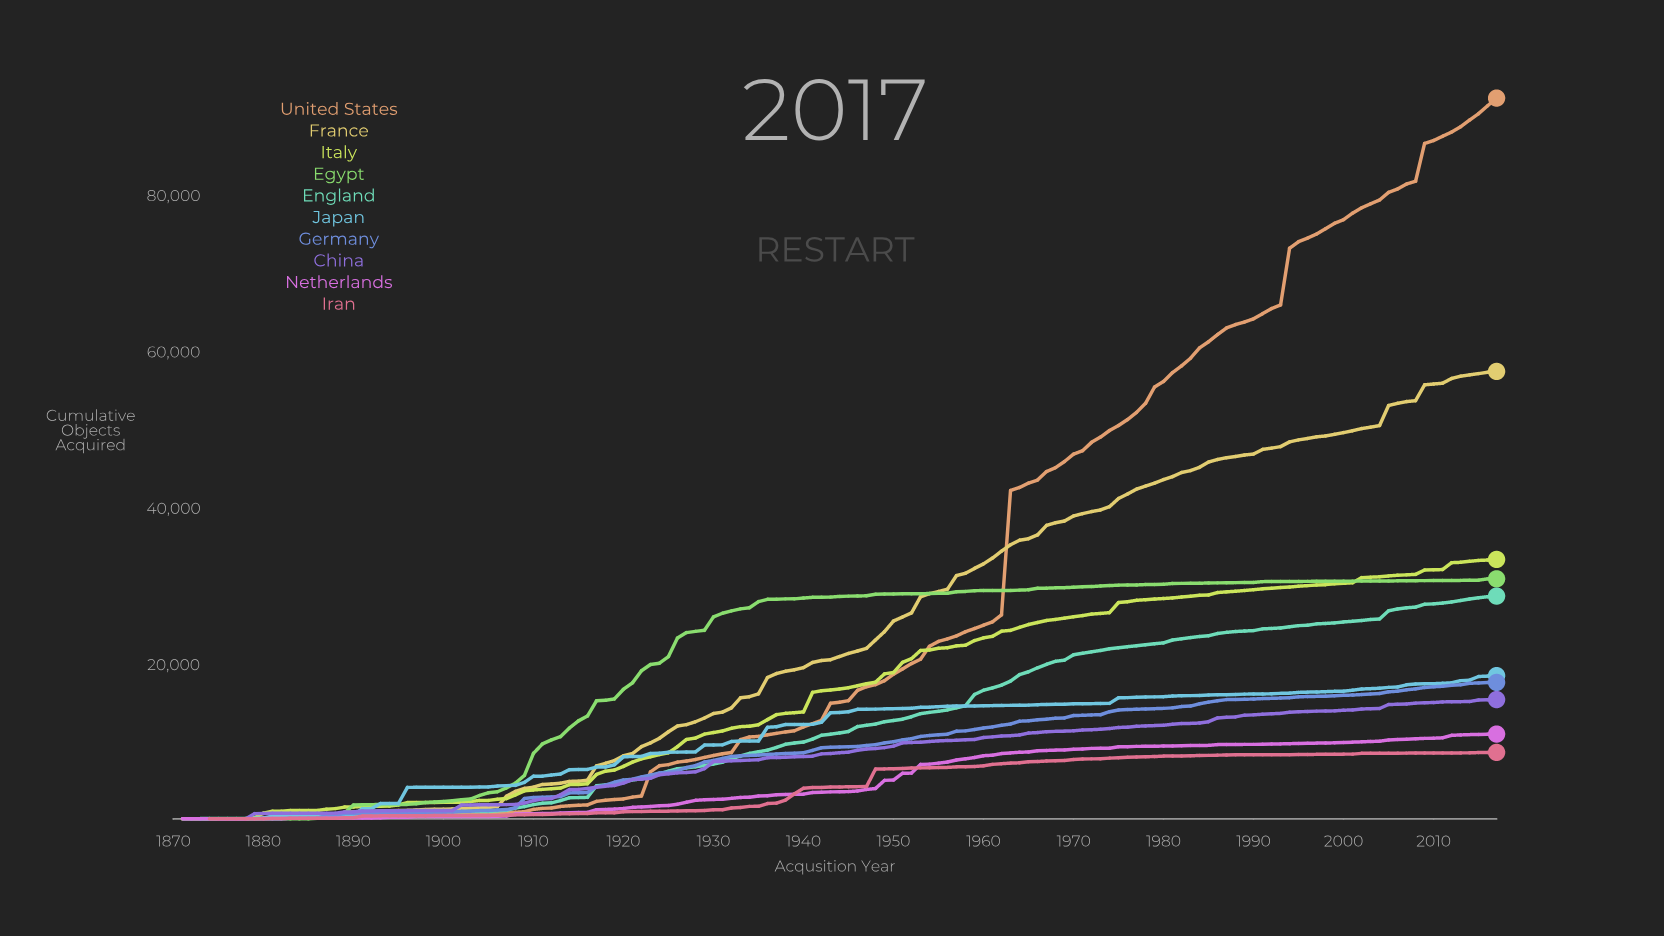 2017
United States
France
Italy
Egypt
England
Japan
Germany
China
Netherlands
Iran
RESTART
80,000
60,000
40,000
20,000
Cumulative
Objects
Acquired
1870 1880 1890 1900 1910 1920 1930 1940 1950 1960 1970 1980 1990 2000 2010
Acqusition Year